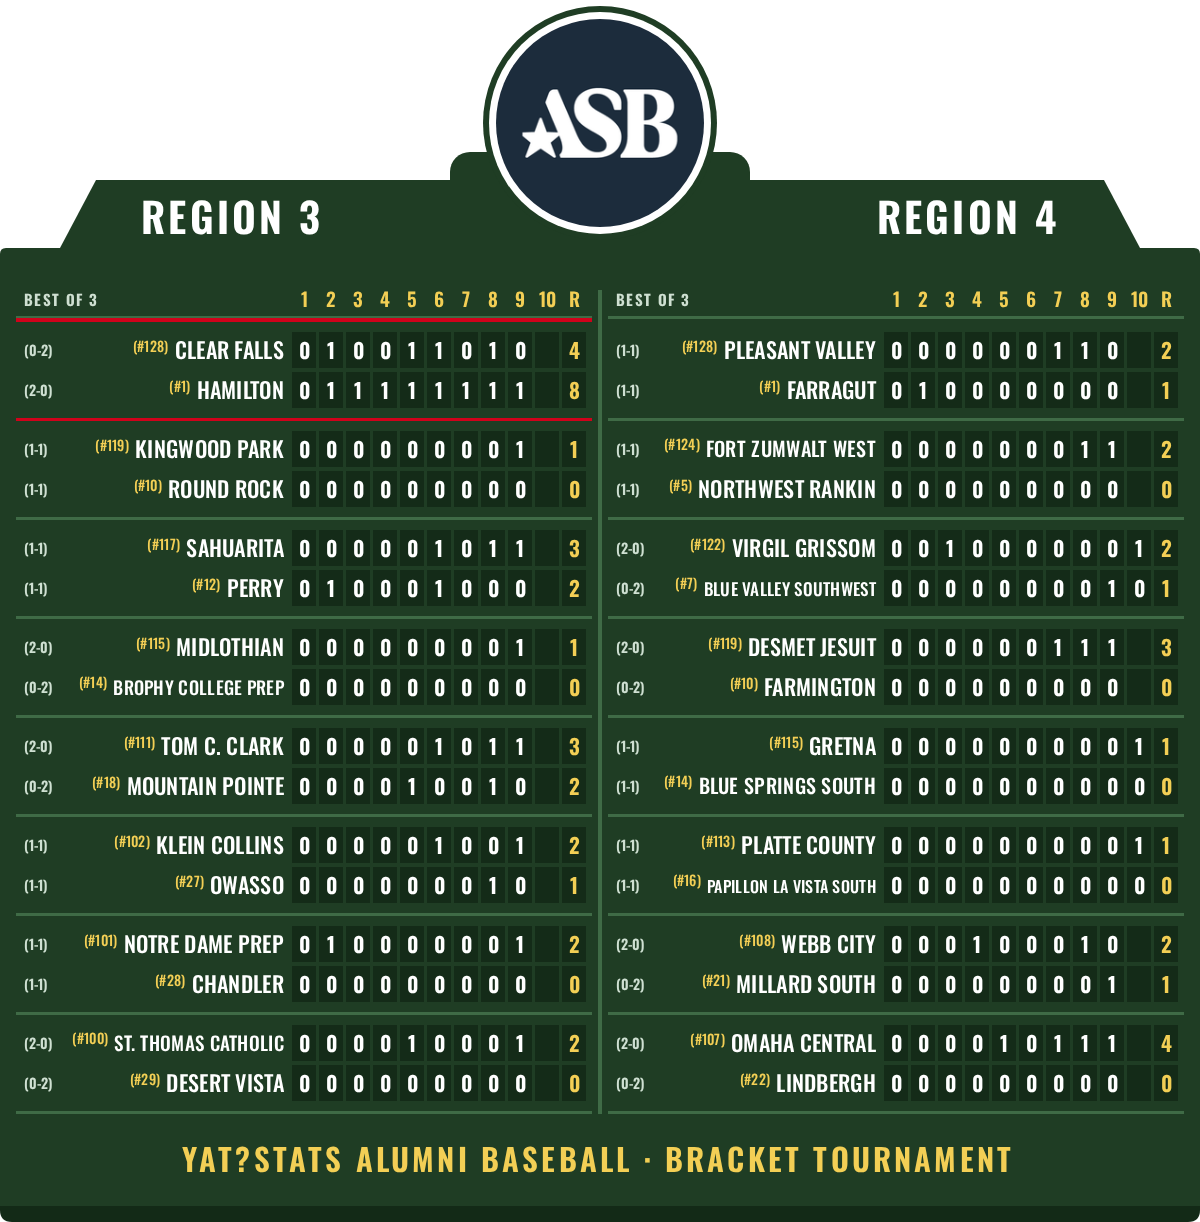 ASB
REGION 3
REGION 4
BEST OF 3 1 2 3 4 5 6 7 8 9 10 R
(0-2) (#128) CLEAR FALLS 0 1 0 0 1 1 0 1 0 4
(2-0) (#1) HAMILTON 0 1 1 1 1 1 1 1 1 8
(1-1) (#119) KINGWOOD PARK 0 0 0 0 0 0 0 0 1 1
(1-1) (#10) ROUND ROCK 0 0 0 0 0 0 0 0 0 0
(1-1) (#117) SAHUARITA 0 0 0 0 0 1 0 1 1 3
(1-1) (#12) PERRY 0 1 0 0 0 1 0 0 0 2
(2-0) (#115) MIDLOTHIAN 0 0 0 0 0 0 0 0 1 1
(0-2) (#14) BROPHY COLLEGE PREP 0 0 0 0 0 0 0 0 0 0
(2-0) (#111) TOM C. CLARK 0 0 0 0 0 1 0 1 1 3
(0-2) (#18) MOUNTAIN POINTE 0 0 0 0 1 0 0 1 0 2
(1-1) (#102) KLEIN COLLINS 0 0 0 0 0 1 0 0 1 2
(1-1) (#27) OWASSO 0 0 0 0 0 0 0 1 0 1
(1-1) (#101) NOTRE DAME PREP 0 1 0 0 0 0 0 0 1 2
(1-1) (#28) CHANDLER 0 0 0 0 0 0 0 0 0 0
(2-0) (#100) ST. THOMAS CATHOLIC 0 0 0 0 1 0 0 0 1 2
(0-2) (#29) DESERT VISTA 0 0 0 0 0 0 0 0 0 0
BEST OF 3 1 2 3 4 5 6 7 8 9 10 R
(1-1) (#128) PLEASANT VALLEY 0 0 0 0 0 0 1 1 0 2
(1-1) (#1) FARRAGUT 0 1 0 0 0 0 0 0 0 1
(1-1) (#124) FORT ZUMWALT WEST 0 0 0 0 0 0 0 1 1 2
(1-1) (#5) NORTHWEST RANKIN 0 0 0 0 0 0 0 0 0 0
(2-0) (#122) VIRGIL GRISSOM 0 0 1 0 0 0 0 0 0 1 2
(0-2) (#7) BLUE VALLEY SOUTHWEST 0 0 0 0 0 0 0 0 1 0 1
(2-0) (#119) DESMET JESUIT 0 0 0 0 0 0 1 1 1 3
(0-2) (#10) FARMINGTON 0 0 0 0 0 0 0 0 0 0
(1-1) (#115) GRETNA 0 0 0 0 0 0 0 0 0 1 1
(1-1) (#14) BLUE SPRINGS SOUTH 0 0 0 0 0 0 0 0 0 0 0
(1-1) (#113) PLATTE COUNTY 0 0 0 0 0 0 0 0 0 1 1
(1-1) (#16) PAPILLON LA VISTA SOUTH 0 0 0 0 0 0 0 0 0 0 0
(2-0) (#108) WEBB CITY 0 0 0 1 0 0 0 1 0 2
(0-2) (#21) MILLARD SOUTH 0 0 0 0 0 0 0 0 1 1
(2-0) (#107) OMAHA CENTRAL 0 0 0 0 1 0 1 1 1 4
(0-2) (#22) LINDBERGH 0 0 0 0 0 0 0 0 0 0
YAT?STATS ALUMNI BASEBALL · BRACKET TOURNAMENT